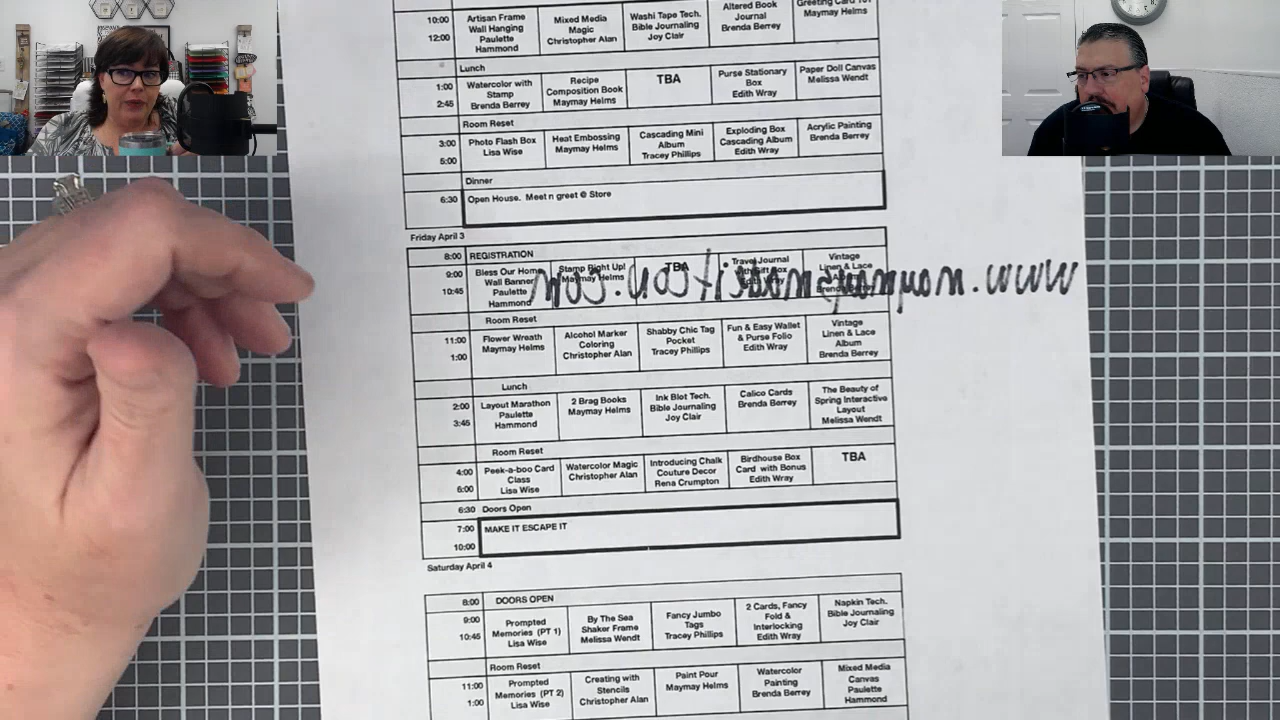 10:00 Artisan Frame Mixed Media Washi Tape Tech. Altered Book Greeting Card 101
Wall Hanging Magic Bible Journaling Journal Maymay Helms
12:00 Paulette Christopher Alan Joy Clair Brenda Berrey
Hammond
Lunch
1:00 Watercolor with Recipe TBA Purse Stationary Paper Doll Canvas
Stamp Composition Book Box Melissa Wendt
2:45 Brenda Berrey Maymay Helms Edith Wray
Room Reset
3:00 Photo Flash Box Heat Embossing Cascading Mini Exploding Box Acrylic Painting
Lisa Wise Maymay Helms Album Cascading Album Brenda Berrey
5:00 Tracey Phillips Edith Wray
Dinner
6:30 Open House. Meet n greet @ Store
Friday April 3
8:00 REGISTRATION
9:00 Bless Our Home Stamp Right Up! TBA Travel Journal Vintage
Wall Banner Maymay Helms with Gift Box Linen & Lace
10:45 Paulette
Hammond
Room Reset
11:00 Flower Wreath Alcohol Marker Shabby Chic Tag Fun & Easy Wallet Vintage
Maymay Helms Coloring Pocket & Purse Folio Linen & Lace
1:00 Christopher Alan Tracey Phillips Edith Wray Album
Brenda Berrey
Lunch
2:00 Layout Marathon 2 Brag Books Ink Blot Tech. Calico Cards The Beauty of
Paulette Maymay Helms Bible Journaling Brenda Berrey Spring Interactive
3:45 Hammond Joy Clair Layout
Melissa Wendt
Room Reset
4:00 Peek-a-boo Card Watercolor Magic Introducing Chalk Birdhouse Box TBA
Class Christopher Alan Couture Decor Card with Bonus
6:00 Lisa Wise Rena Crumpton Edith Wray
6:30 Doors Open
7:00 MAKE IT ESCAPE IT
10:00
Saturday April 4
8:00 DOORS OPEN
9:00 Prompted By The Sea Fancy Jumbo 2 Cards, Fancy Napkin Tech.
Memories (PT 1) Shaker Frame Tags Fold & Bible Journaling
10:45 Lisa Wise Melissa Wendt Tracey Phillips Interlocking Joy Clair
Edith Wray
Room Reset
11:00 Prompted Creating with Paint Pour Watercolor Mixed Media
Memories (PT 2) Stencils Maymay Helms Painting Canvas
1:00 Lisa Wise Christopher Alan Brenda Berrey Paulette
Hammond